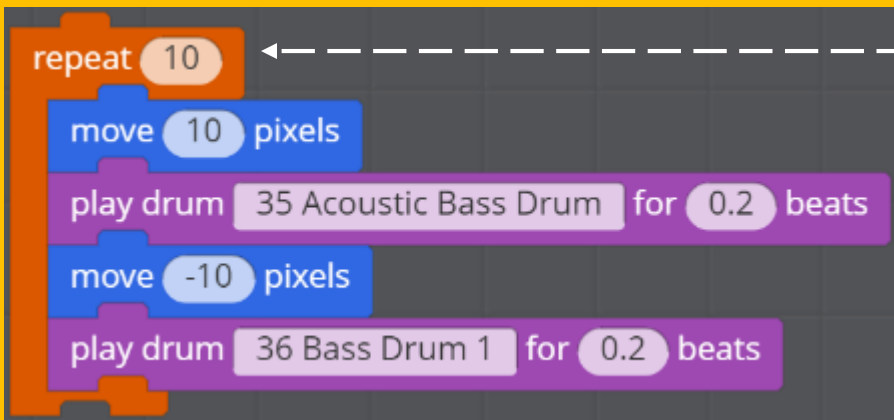 repeat 10
move 10 pixels
play drum 35 Acoustic Bass Drum for 0.2 beats
move -10 pixels
play drum 36 Bass Drum 1 for 0.2 beats